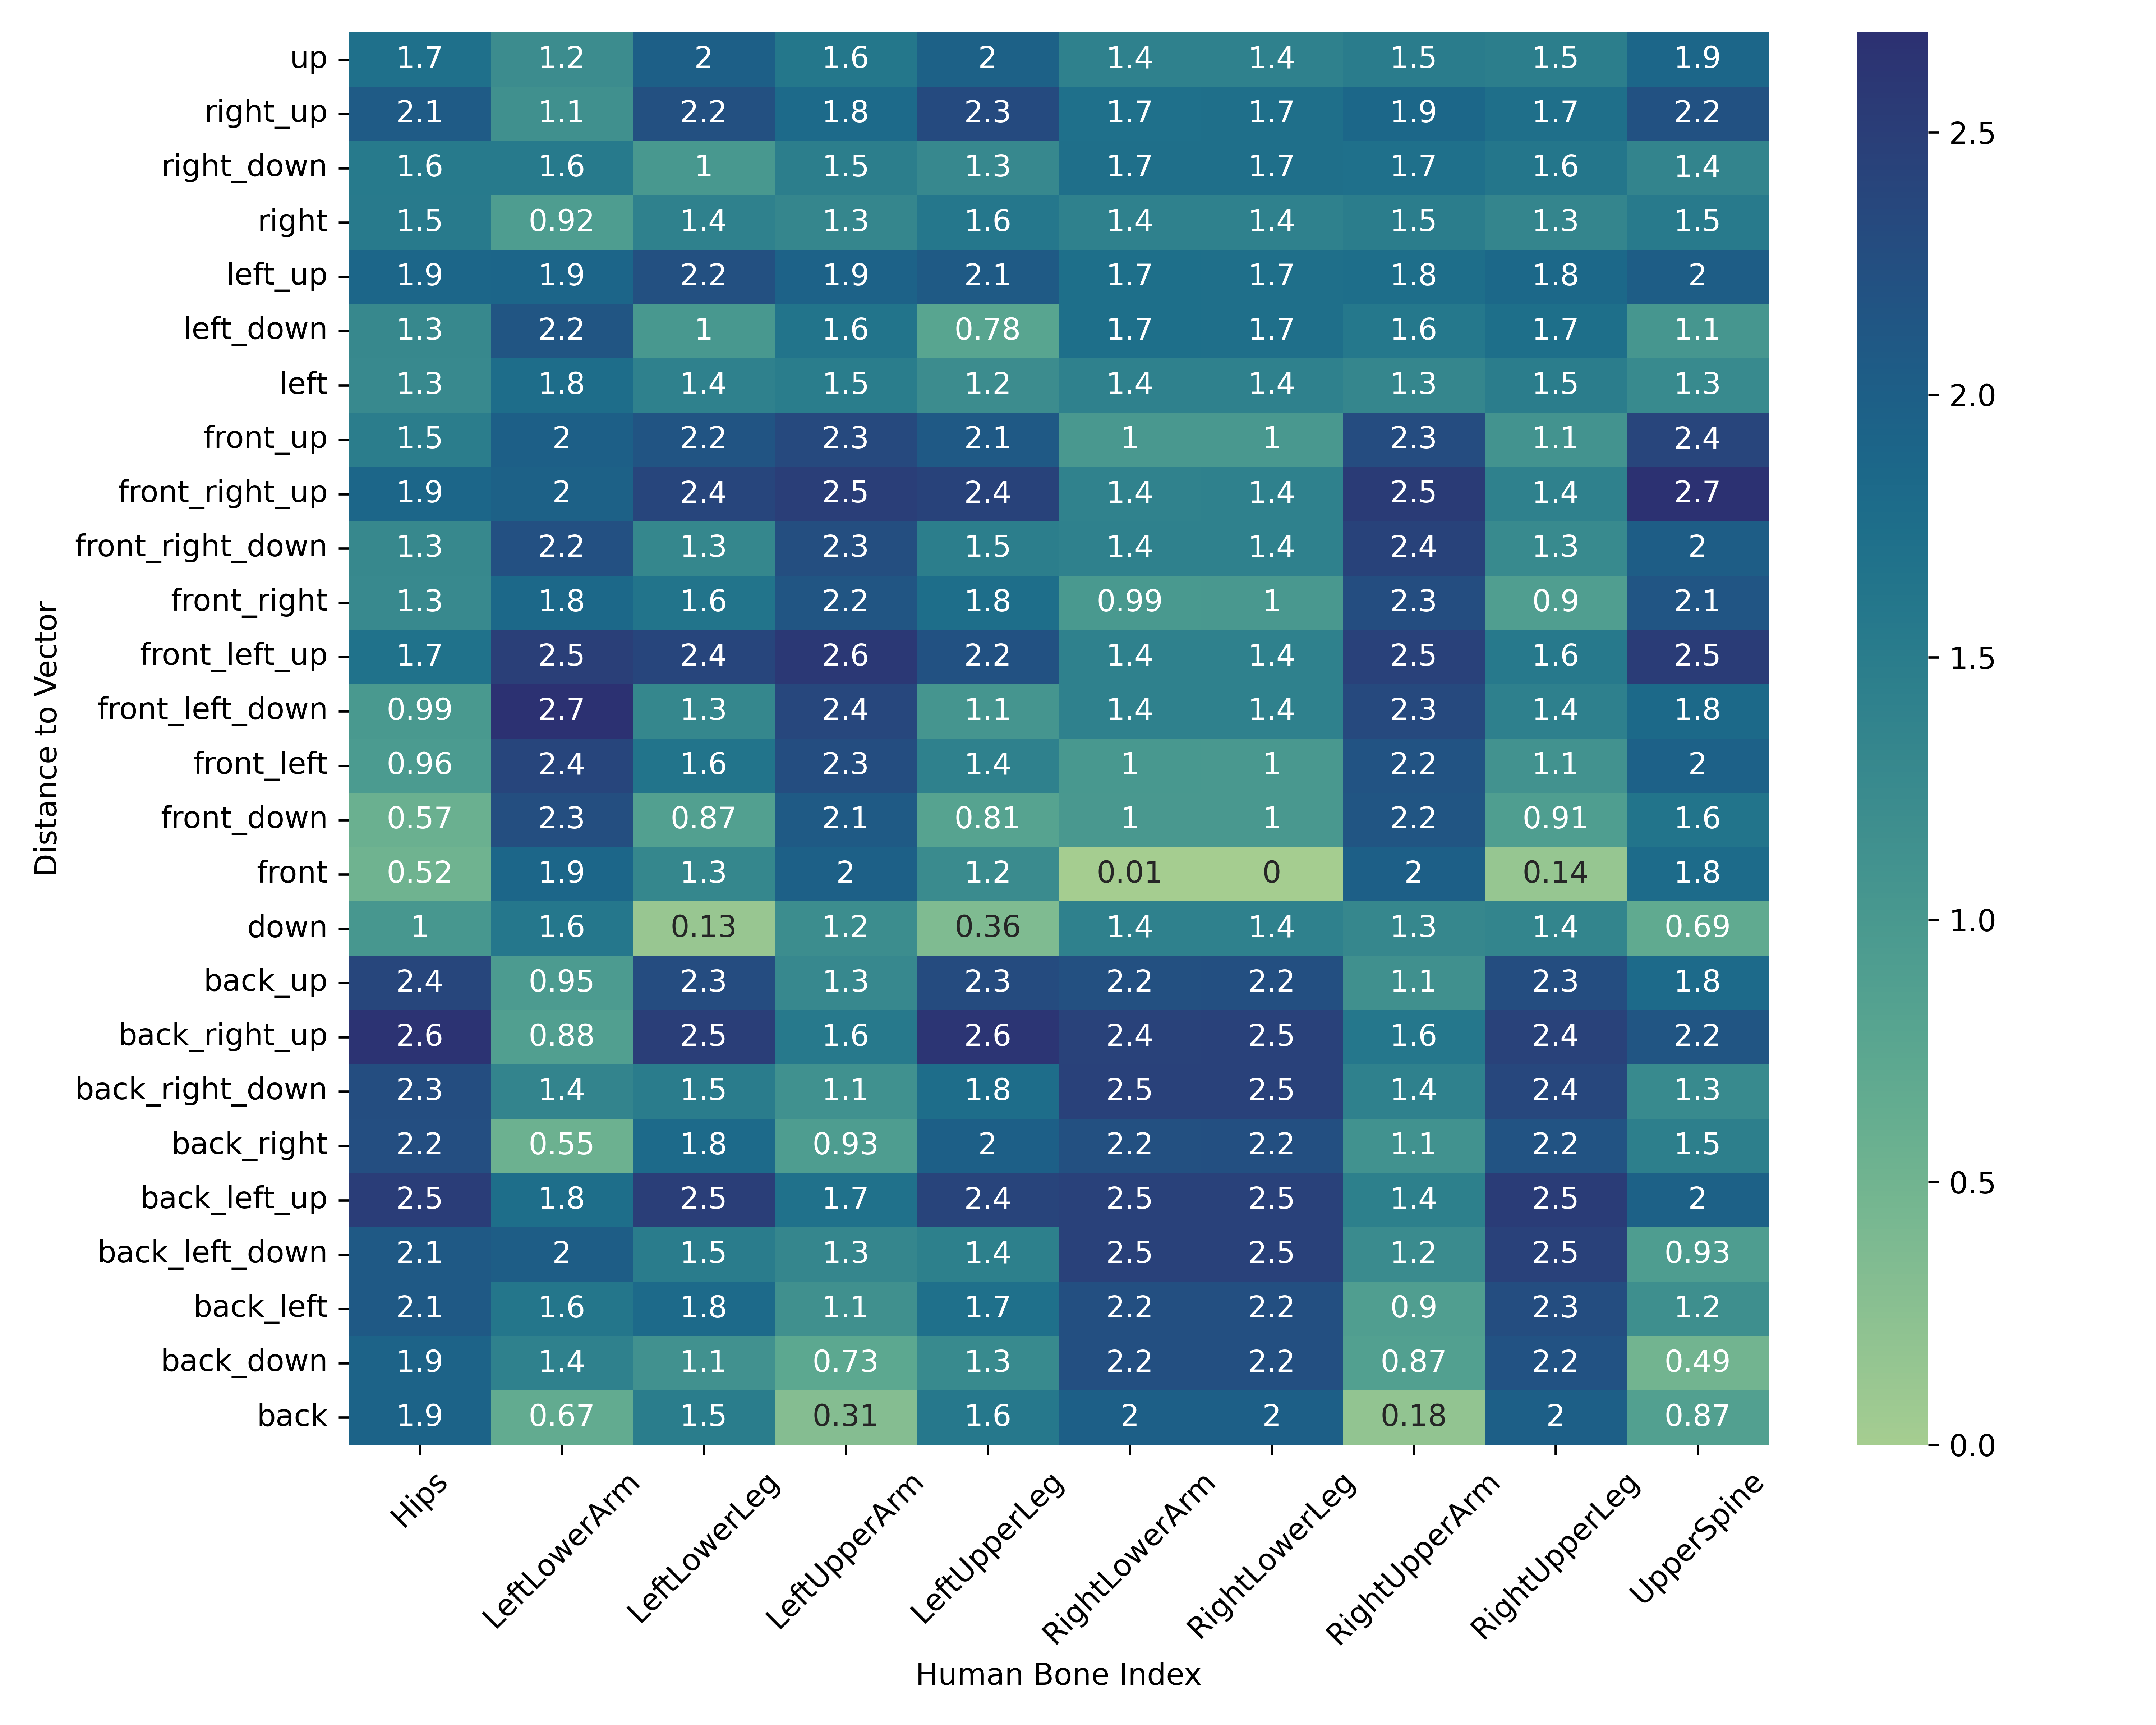 up 1.7 1.2 2 1.6 2 1.4 1.4 1.5 1.5 1.9
right_up 2.1 1.1 2.2 1.8 2.3 1.7 1.7 1.9 1.7 2.2
right_down 1.6 1.6 1 1.5 1.3 1.7 1.7 1.7 1.6 1.4
right 1.5 0.92 1.4 1.3 1.6 1.4 1.4 1.5 1.3 1.5
left_up 1.9 1.9 2.2 1.9 2.1 1.7 1.7 1.8 1.8 2
left_down 1.3 2.2 1 1.6 0.78 1.7 1.7 1.6 1.7 1.1
left 1.3 1.8 1.4 1.5 1.2 1.4 1.4 1.3 1.5 1.3
front_up 1.5 2 2.2 2.3 2.1 1 1 2.3 1.1 2.4
front_right_up 1.9 2 2.4 2.5 2.4 1.4 1.4 2.5 1.4 2.7
front_right_down 1.3 2.2 1.3 2.3 1.5 1.4 1.4 2.4 1.3 2
front_right 1.3 1.8 1.6 2.2 1.8 0.99 1 2.3 0.9 2.1
front_left_up 1.7 2.5 2.4 2.6 2.2 1.4 1.4 2.5 1.6 2.5
front_left_down 0.99 2.7 1.3 2.4 1.1 1.4 1.4 2.3 1.4 1.8
front_left 0.96 2.4 1.6 2.3 1.4 1 1 2.2 1.1 2
front_down 0.57 2.3 0.87 2.1 0.81 1 1 2.2 0.91 1.6
front 0.52 1.9 1.3 2 1.2 0.01 0 2 0.14 1.8
down 1 1.6 0.13 1.2 0.36 1.4 1.4 1.3 1.4 0.69
back_up 2.4 0.95 2.3 1.3 2.3 2.2 2.2 1.1 2.3 1.8
back_right_up 2.6 0.88 2.5 1.6 2.6 2.4 2.5 1.6 2.4 2.2
back_right_down 2.3 1.4 1.5 1.1 1.8 2.5 2.5 1.4 2.4 1.3
back_right 2.2 0.55 1.8 0.93 2 2.2 2.2 1.1 2.2 1.5
back_left_up 2.5 1.8 2.5 1.7 2.4 2.5 2.5 1.4 2.5 2
back_left_down 2.1 2 1.5 1.3 1.4 2.5 2.5 1.2 2.5 0.93
back_left 2.1 1.6 1.8 1.1 1.7 2.2 2.2 0.9 2.3 1.2
back_down 1.9 1.4 1.1 0.73 1.3 2.2 2.2 0.87 2.2 0.49
back 1.9 0.67 1.5 0.31 1.6 2 2 0.18 2 0.87
Hips LeftLowerArm LeftLowerLeg LeftUpperArm LeftUpperLeg RightLowerArm RightLowerLeg RightUpperArm RightUpperLeg UpperSpine
Human Bone Index
Distance to Vector
2.5
2.0
1.5
1.0
0.5
0.0